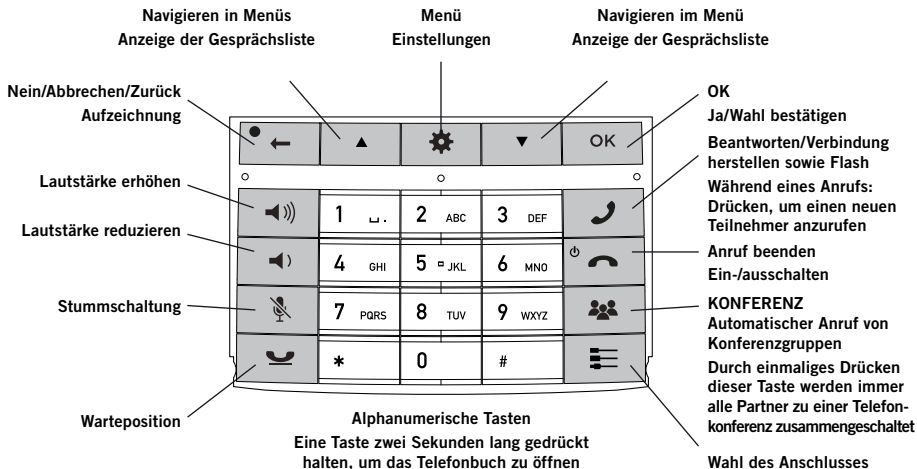 Navigieren in Menüs
Anzeige der Gesprächsliste
Menü
Einstellungen
Navigieren im Menü
Anzeige der Gesprächsliste
Nein/Abbrechen/Zurück
Aufzeichnung
Lautstärke erhöhen
Lautstärke reduzieren
Stummschaltung
Warteposition
OK
1 ⌴ .
2 ABC
3 DEF
4 GHI
5 JKL
6 MNO
7 PQRS
8 TUV
9 WXYZ
*
0
#
OK
Ja/Wahl bestätigen
Beantworten/Verbindung
herstellen sowie Flash
Während eines Anrufs:
Drücken, um einen neuen
Teilnehmer anzurufen
Anruf beenden
Ein-/ausschalten
KONFERENZ
Automatischer Anruf von
Konferenzgruppen
Durch einmaliges Drücken
dieser Taste werden immer
alle Partner zu einer Telefon-
konferenz zusammengeschaltet
Wahl des Anschlusses
Alphanumerische Tasten
Eine Taste zwei Sekunden lang gedrückt
halten, um das Telefonbuch zu öffnen